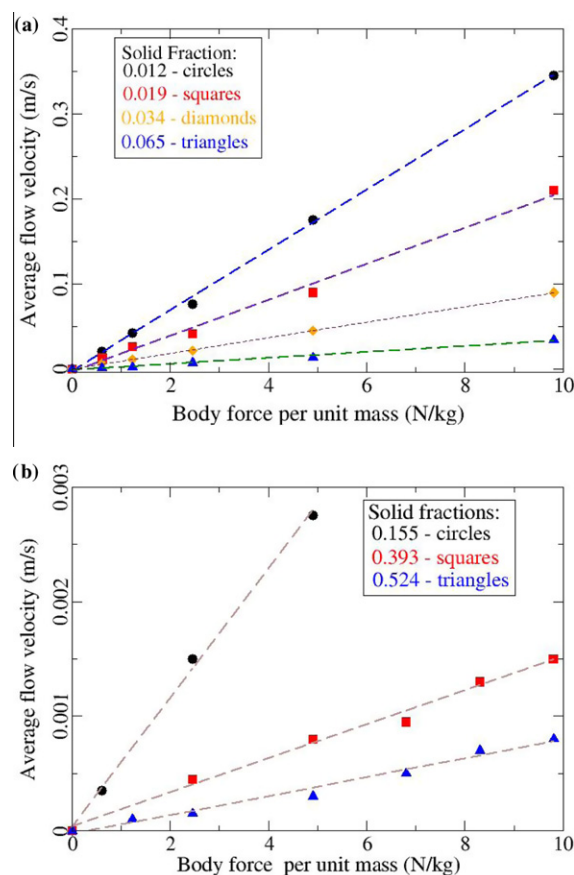 (a)
Solid Fraction:
0.012 - circles
0.019 - squares
0.034 - diamonds
0.065 - triangles
Average flow velocity (m/s)
0.4
0.3
0.2
0.1
0
0 2 4 6 8 10
Body force per unit mass (N/kg)
(b)
Solid fractions:
0.155 - circles
0.393 - squares
0.524 - triangles
Average flow velocity (m/s)
0.003
0.002
0.001
0
0 2 4 6 8 10
Body force per unit mass (N/kg)